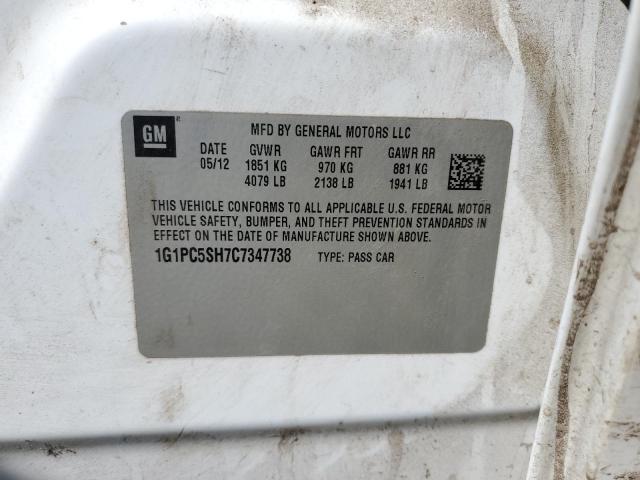 GM
MFD BY GENERAL MOTORS LLC
DATE GVWR GAWR FRT GAWR RR
05/12 1851 KG 970 KG 881 KG
4079 LB 2138 LB 1941 LB
THIS VEHICLE CONFORMS TO ALL APPLICABLE U.S. FEDERAL MOTOR
VEHICLE SAFETY, BUMPER, AND THEFT PREVENTION STANDARDS IN
EFFECT ON THE DATE OF MANUFACTURE SHOWN ABOVE.
1G1PC5SH7C7347738 TYPE: PASS CAR